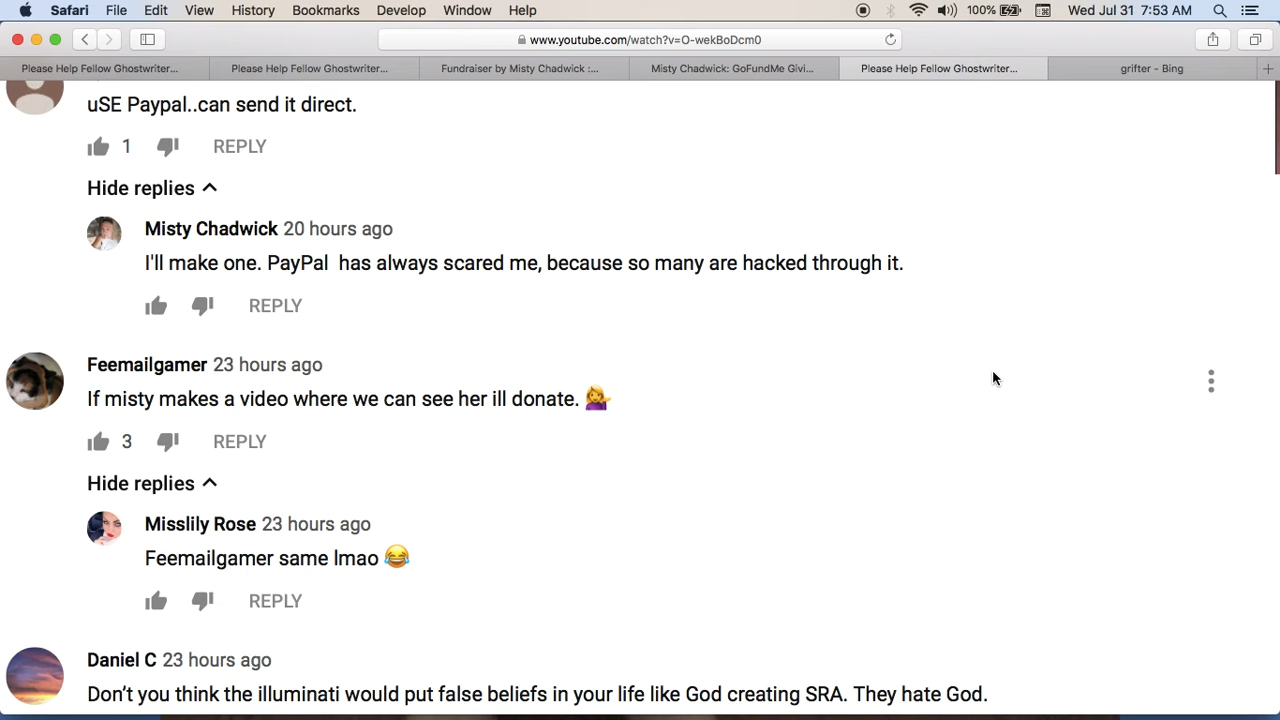 Safari File Edit View History Bookmarks Develop Window Help 100% Wed Jul 31 7:53 AM
www.youtube.com/watch?v=O-wekBoDcm0
Please Help Fellow Ghostwriter... Please Help Fellow Ghostwriter... Fundraiser by Misty Chadwick :... Misty Chadwick: GoFundMe Givi... Please Help Fellow Ghostwriter... grifter - Bing
uSE Paypal..can send it direct.
1 REPLY
Hide replies
Misty Chadwick 20 hours ago
I'll make one. PayPal has always scared me, because so many are hacked through it.
REPLY
Feemailgamer 23 hours ago
If misty makes a video where we can see her ill donate. 💁‍♀️
3 REPLY
Hide replies
Misslily Rose 23 hours ago
Feemailgamer same lmao 😂
REPLY
Daniel C 23 hours ago
Don’t you think the illuminati would put false beliefs in your life like God creating SRA. They hate God.